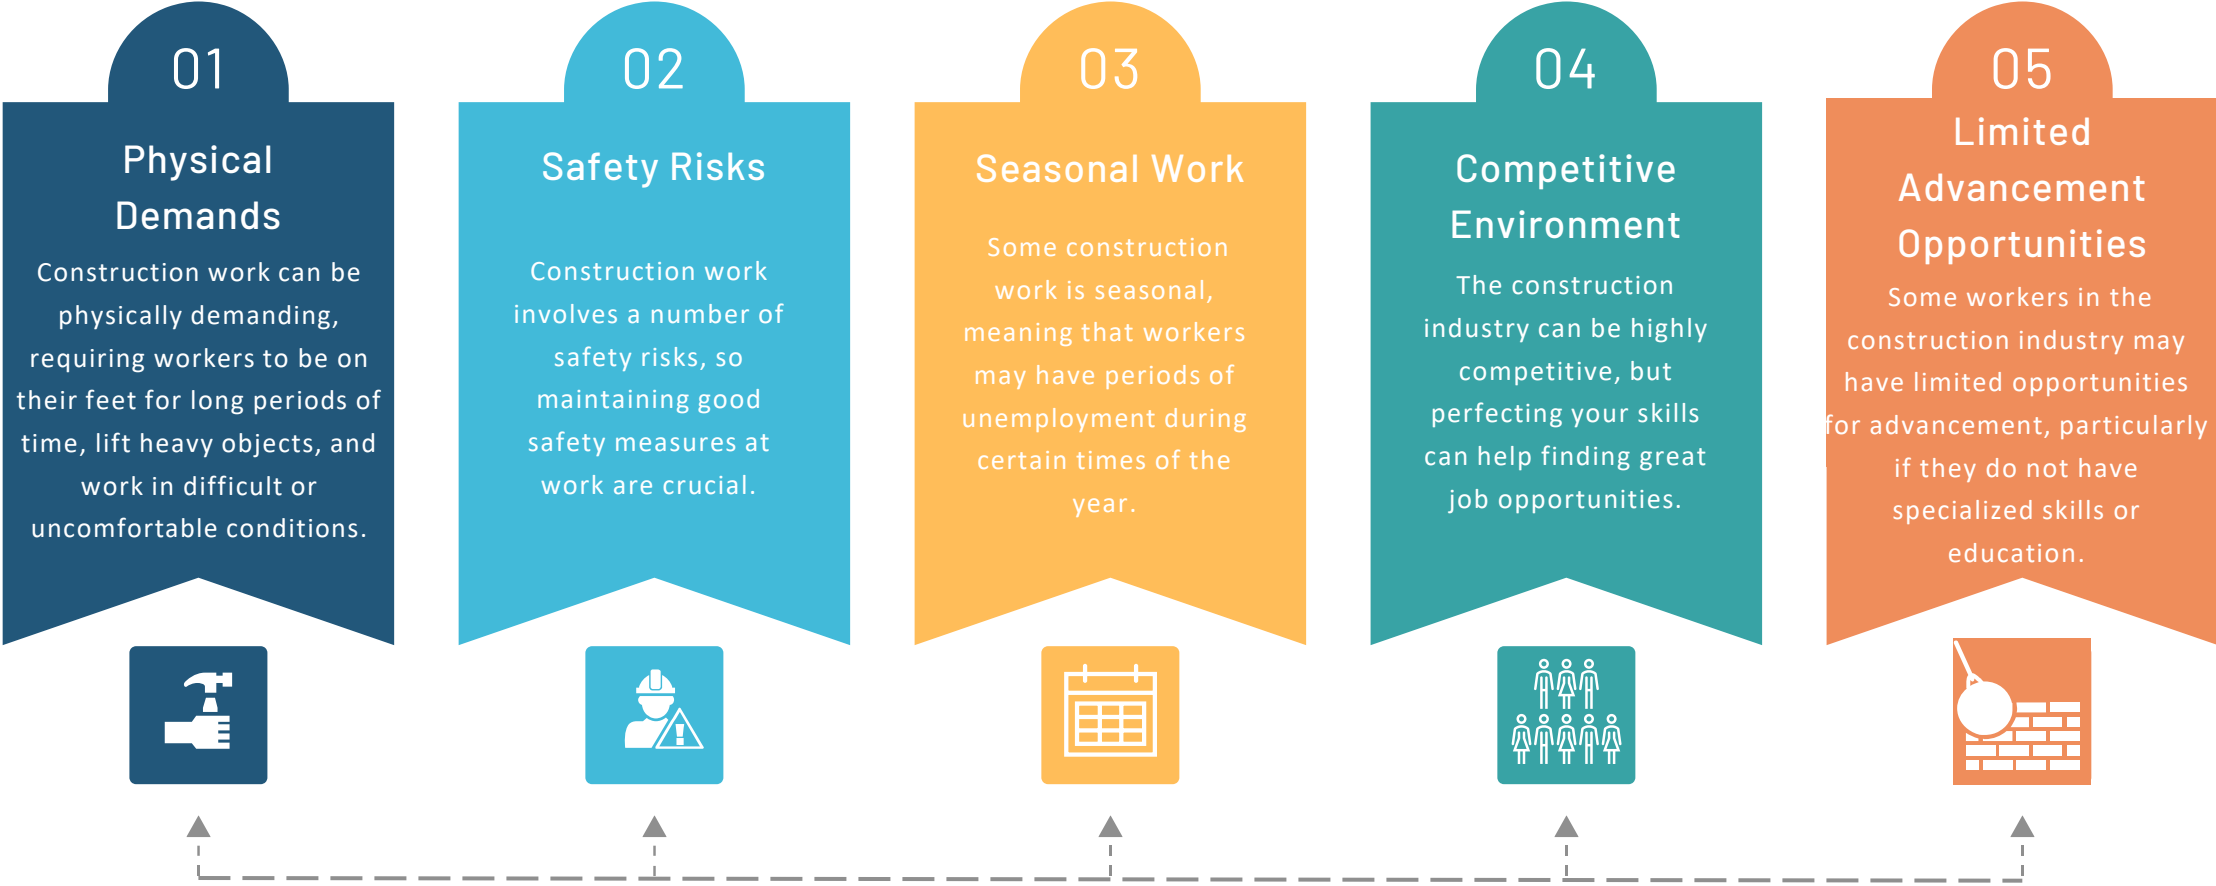 01
Physical
Demands
Construction work can be
physically demanding,
requiring workers to be on
their feet for long periods of
time, lift heavy objects, and
work in difficult or
uncomfortable conditions.
02
Safety Risks
Construction work
involves a number of
safety risks, so
maintaining good
safety measures at
work are crucial.
03
Seasonal Work
Some construction
work is seasonal,
meaning that workers
may have periods of
unemployment during
certain times of the
year.
04
Competitive
Environment
The construction
industry can be highly
competitive, but
perfecting your skills
can help finding great
job opportunities.
05
Limited
Advancement
Opportunities
Some workers in the
construction industry may
have limited opportunities
for advancement, particularly
if they do not have
specialized skills or
education.